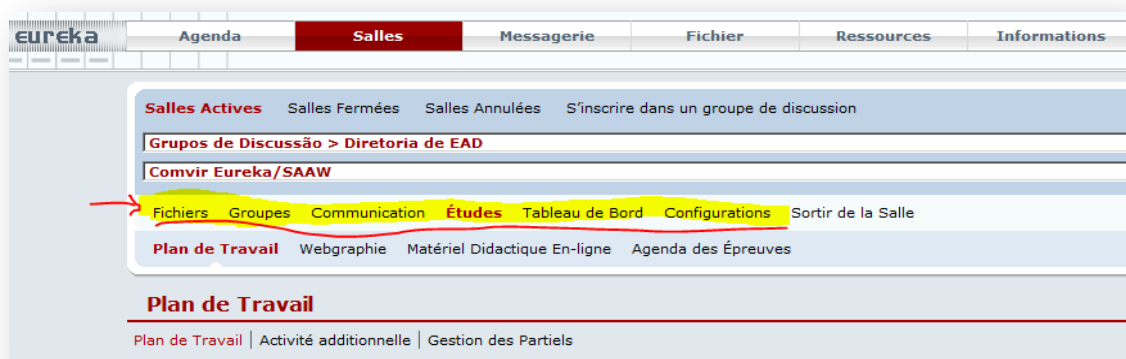 eureka Agenda Salles Messagerie Fichier Ressources Informations
Salles Actives Salles Fermées Salles Annulées S'inscrire dans un groupe de discussion
Grupos de Discussão > Diretoria de EAD
Comvir Eureka/SAAW
Fichiers Groupes Communication Études Tableau de Bord Configurations Sortir de la Salle
Plan de Travail Webgraphie Matériel Didactique En-ligne Agenda des Épreuves
Plan de Travail
Plan de Travail | Activité additionnelle | Gestion des Partiels